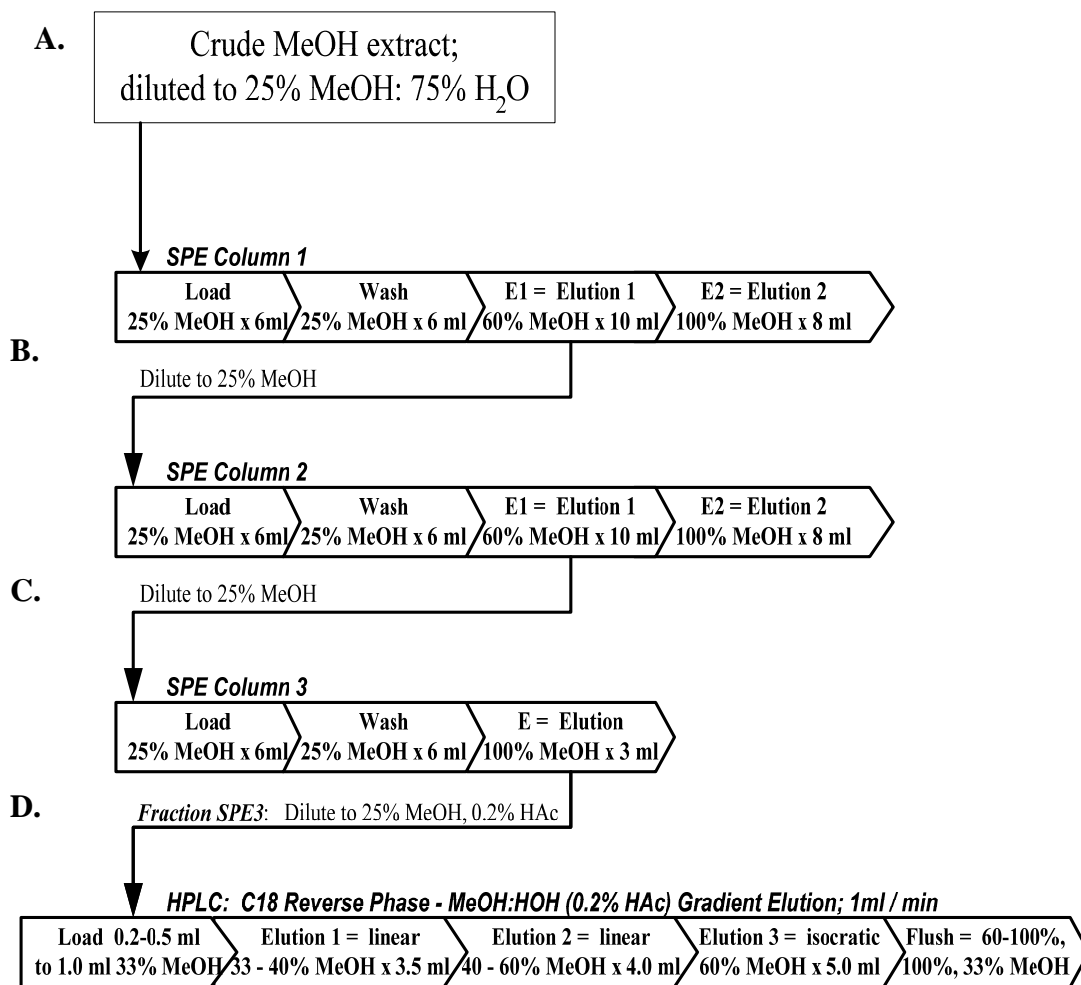 A.
Crude MeOH extract;
diluted to 25% MeOH: 75% H₂O
SPE Column 1
Load
25% MeOH x 6ml
Wash
25% MeOH x 6 ml
E1 = Elution 1
60% MeOH x 10 ml
E2 = Elution 2
100% MeOH x 8 ml
B.
Dilute to 25% MeOH
SPE Column 2
Load
25% MeOH x 6ml
Wash
25% MeOH x 6 ml
E1 = Elution 1
60% MeOH x 10 ml
E2 = Elution 2
100% MeOH x 8 ml
C.
Dilute to 25% MeOH
SPE Column 3
Load
25% MeOH x 6ml
Wash
25% MeOH x 6 ml
E = Elution
100% MeOH x 3 ml
D.
Fraction SPE3: Dilute to 25% MeOH, 0.2% HAc
HPLC: C18 Reverse Phase - MeOH:HOH (0.2% HAc) Gradient Elution; 1ml / min
Load 0.2-0.5 ml
to 1.0 ml 33% MeOH
Elution 1 = linear
33 - 40% MeOH x 3.5 ml
Elution 2 = linear
40 - 60% MeOH x 4.0 ml
Elution 3 = isocratic
60% MeOH x 5.0 ml
Flush = 60-100%,
100%, 33% MeOH